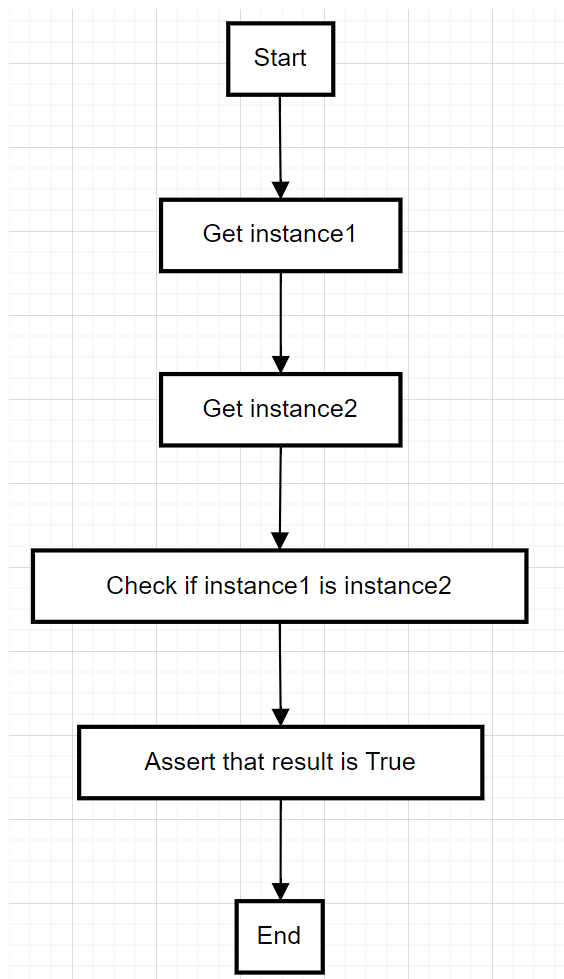 Start
Get instance1
Get instance2
Check if instance1 is instance2
Assert that result is True
End